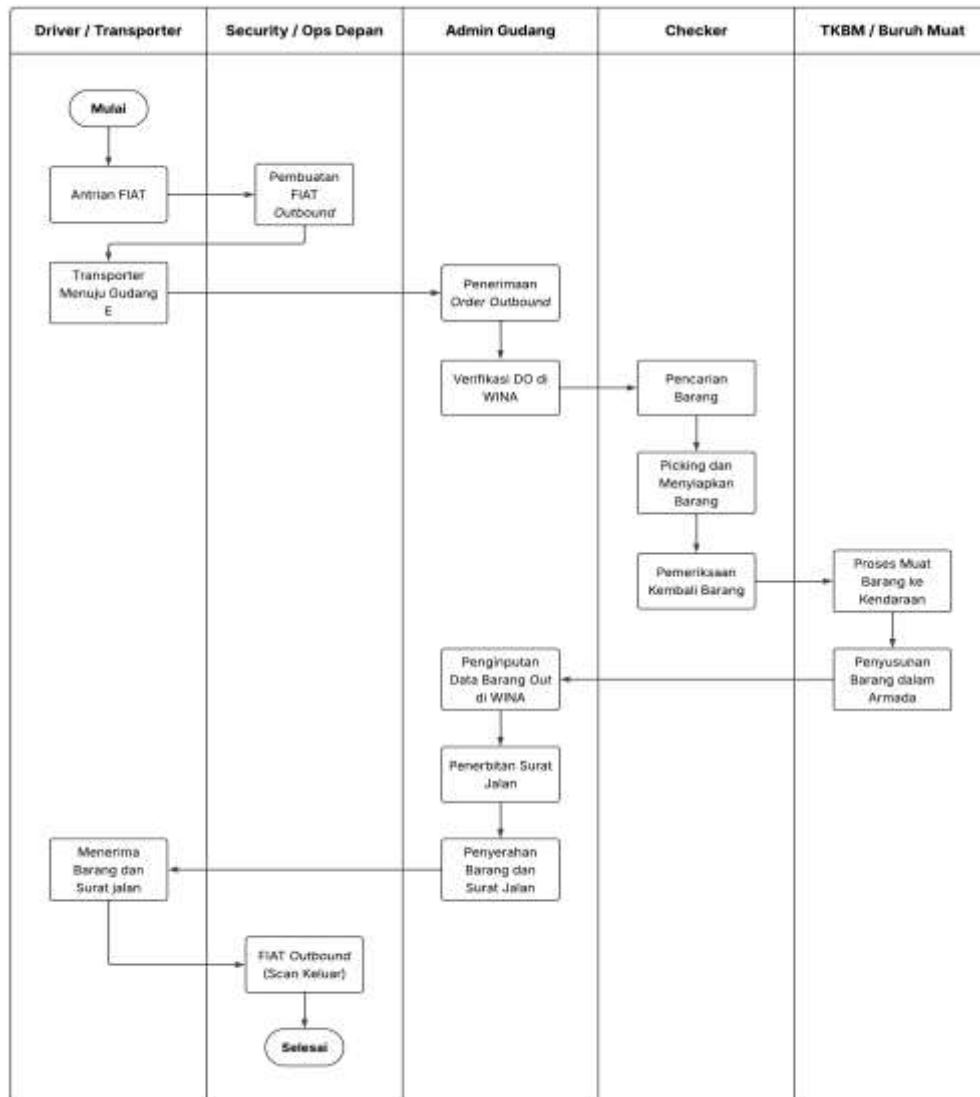 Driver / Transporter
Security / Ops Depan
Admin Gudang
Checker
TKBM / Buruh Muat
Mulai
Antrian FIAT
Pembuatan
FIAT
Outbound
Transporter
Menuju Gudang
E
Penerimaan
Order Outbound
Verifikasi DO di
WINA
Pencarian
Barang
Picking dan
Menyiapkan
Barang
Pemeriksaan
Kembali Barang
Proses Muat
Barang ke
Kendaraan
Penyusunan
Barang dalam
Armada
Penginputan
Data Barang Out
di WINA
Penerbitan Surat
Jalan
Penyerahan
Barang dan
Surat Jalan
Menerima
Barang dan
Surat jalan
FIAT Outbound
(Scan Keluar)
Selesai